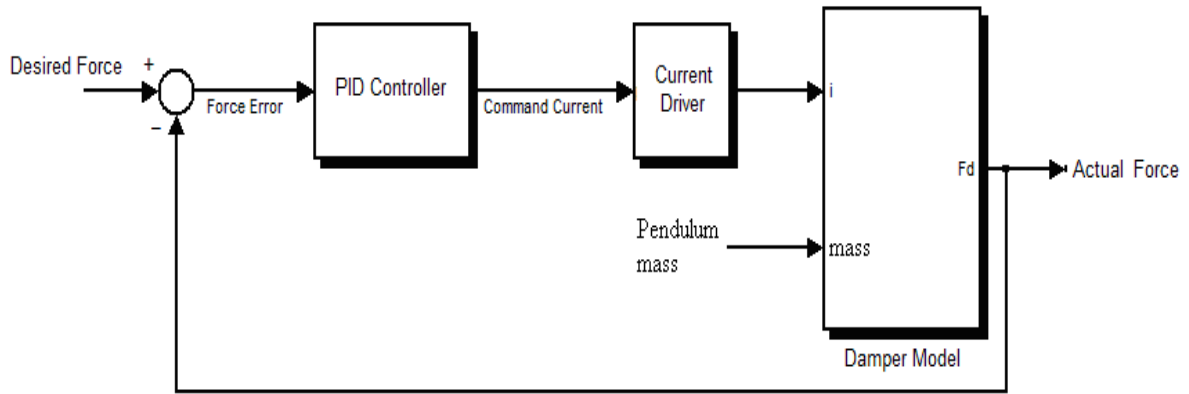 Desired Force
+
−
Force Error
PID Controller
Command Current
Current
Driver
i
Pendulum
mass
mass
Fd
Damper Model
Actual Force